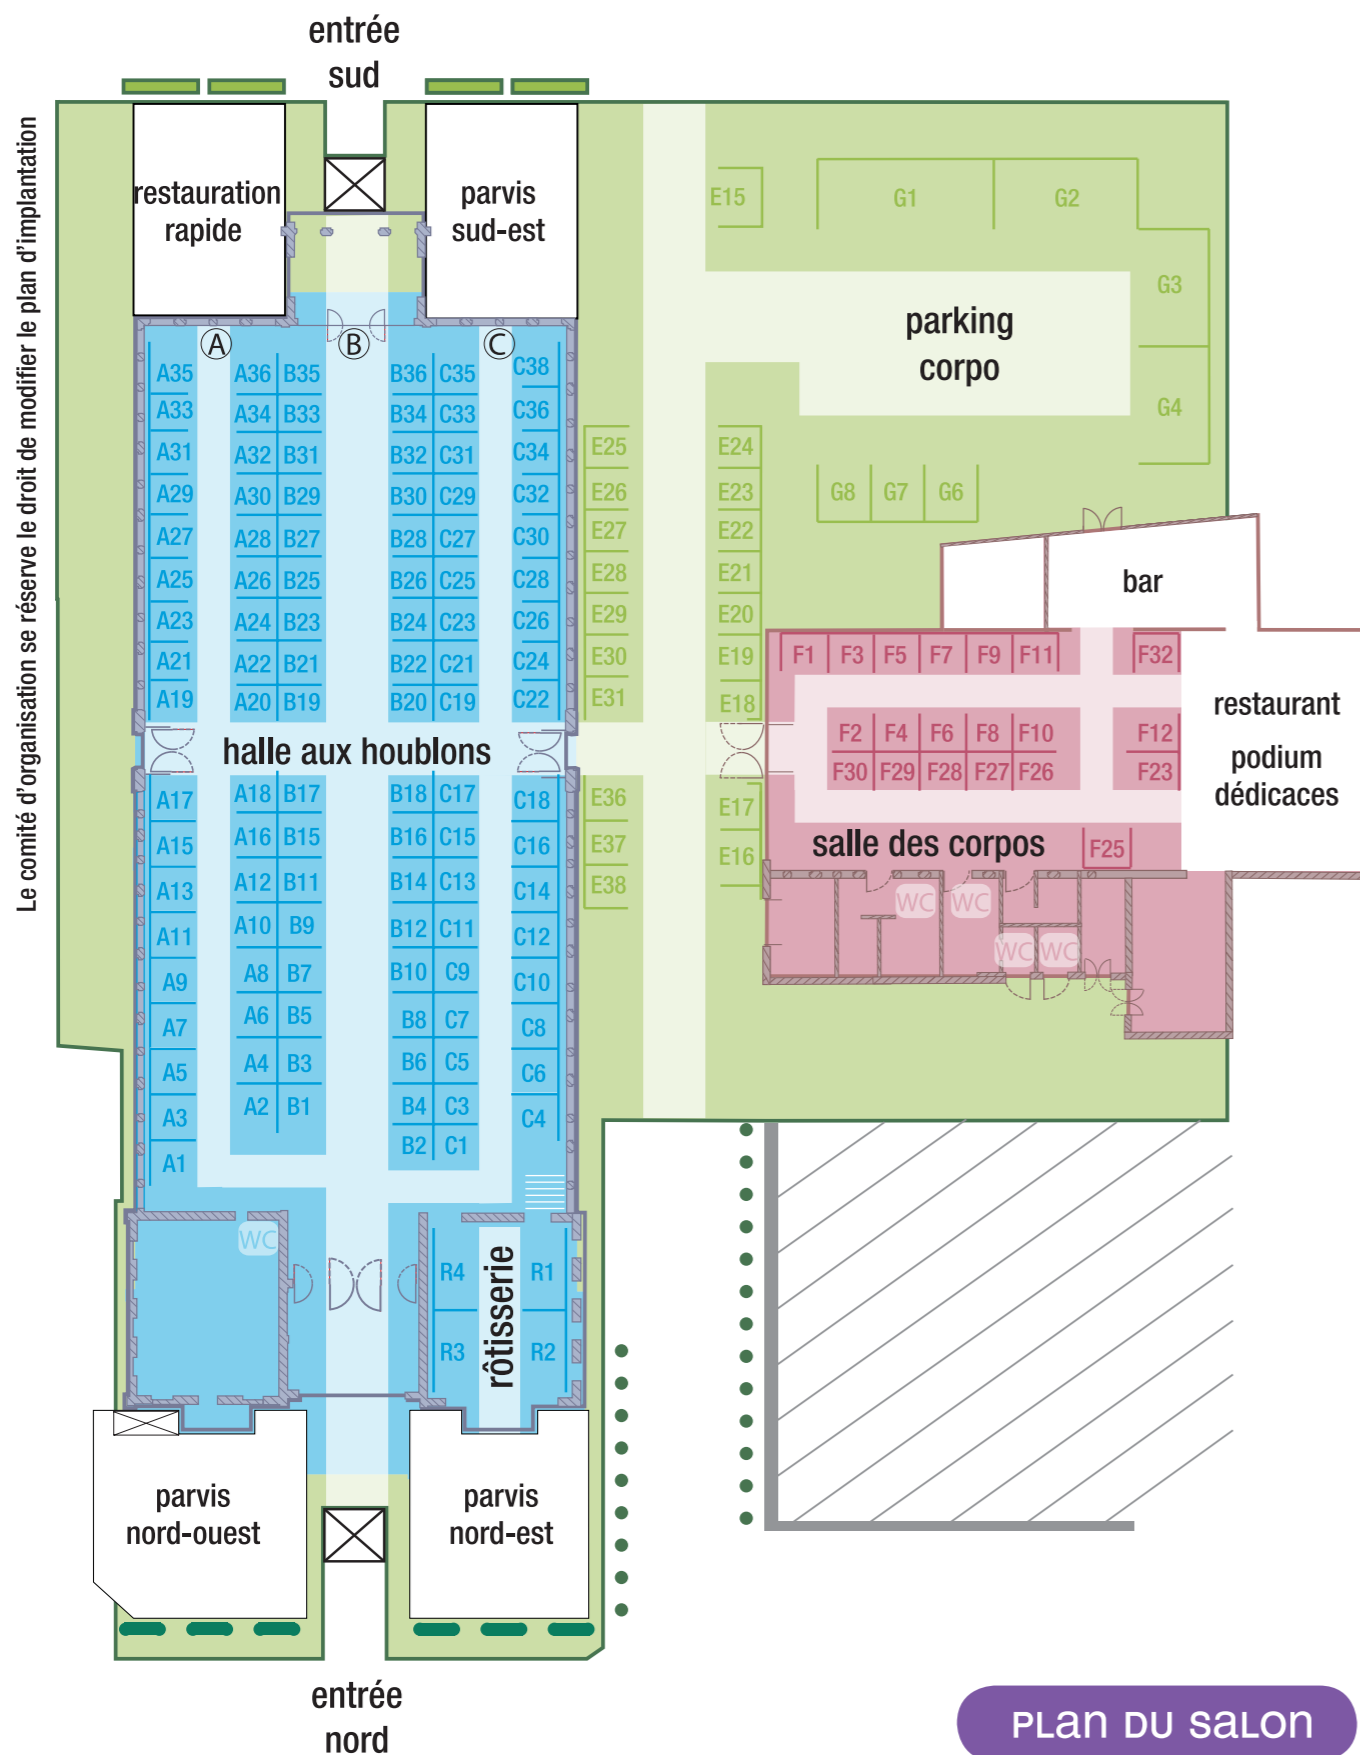 entrée
sud
Le comité d'organisation se réserve le droit de modifier le plan d'implantation
restauration
rapide
parvis
sud-est
E15
G1
G2
G3
G4
parking
corpo
A
B
C
A35 A36 B35 B36 C35 C38
A33 A34 B33 B34 C33 C36
A31 A32 B31 B32 C31 C34
A29 A30 B29 B30 C29 C32
A27 A28 B27 B28 C27 C30
A25 A26 B25 B26 C25 C28
A23 A24 B23 B24 C23 C26
A21 A22 B21 B22 C21 C24
A19 A20 B19 B20 C19 C22
E25 E24
E26 E23
E27 E22
E28 E21
E29 E20
E30 E19
E31 E18
G8 G7 G6
bar
F1 F3 F5 F7 F9 F11 F32
F2 F4 F6 F8 F10 F12
F30 F29 F28 F27 F26 F23
restaurant
podium
dédicaces
halle aux houblons
A17 A18 B17 B18 C17 C18
A15 A16 B15 B16 C15 C16
A13 A12 B11 B14 C13 C14
A11 A10 B9 B12 C11 C12
A9 A8 B7 B10 C9 C10
A7 A6 B5 B8 C7 C8
A5 A4 B3 B6 C5 C6
A3 A2 B1 B4 C3 C4
A1 B2 C1
E36 E17
E37 E16
E38
salle des corpos
F25
WC WC
WC WC
WC
R4 R1
R3 R2
rôtisserie
parvis
nord-ouest
parvis
nord-est
entrée
nord
PLan DU saLon